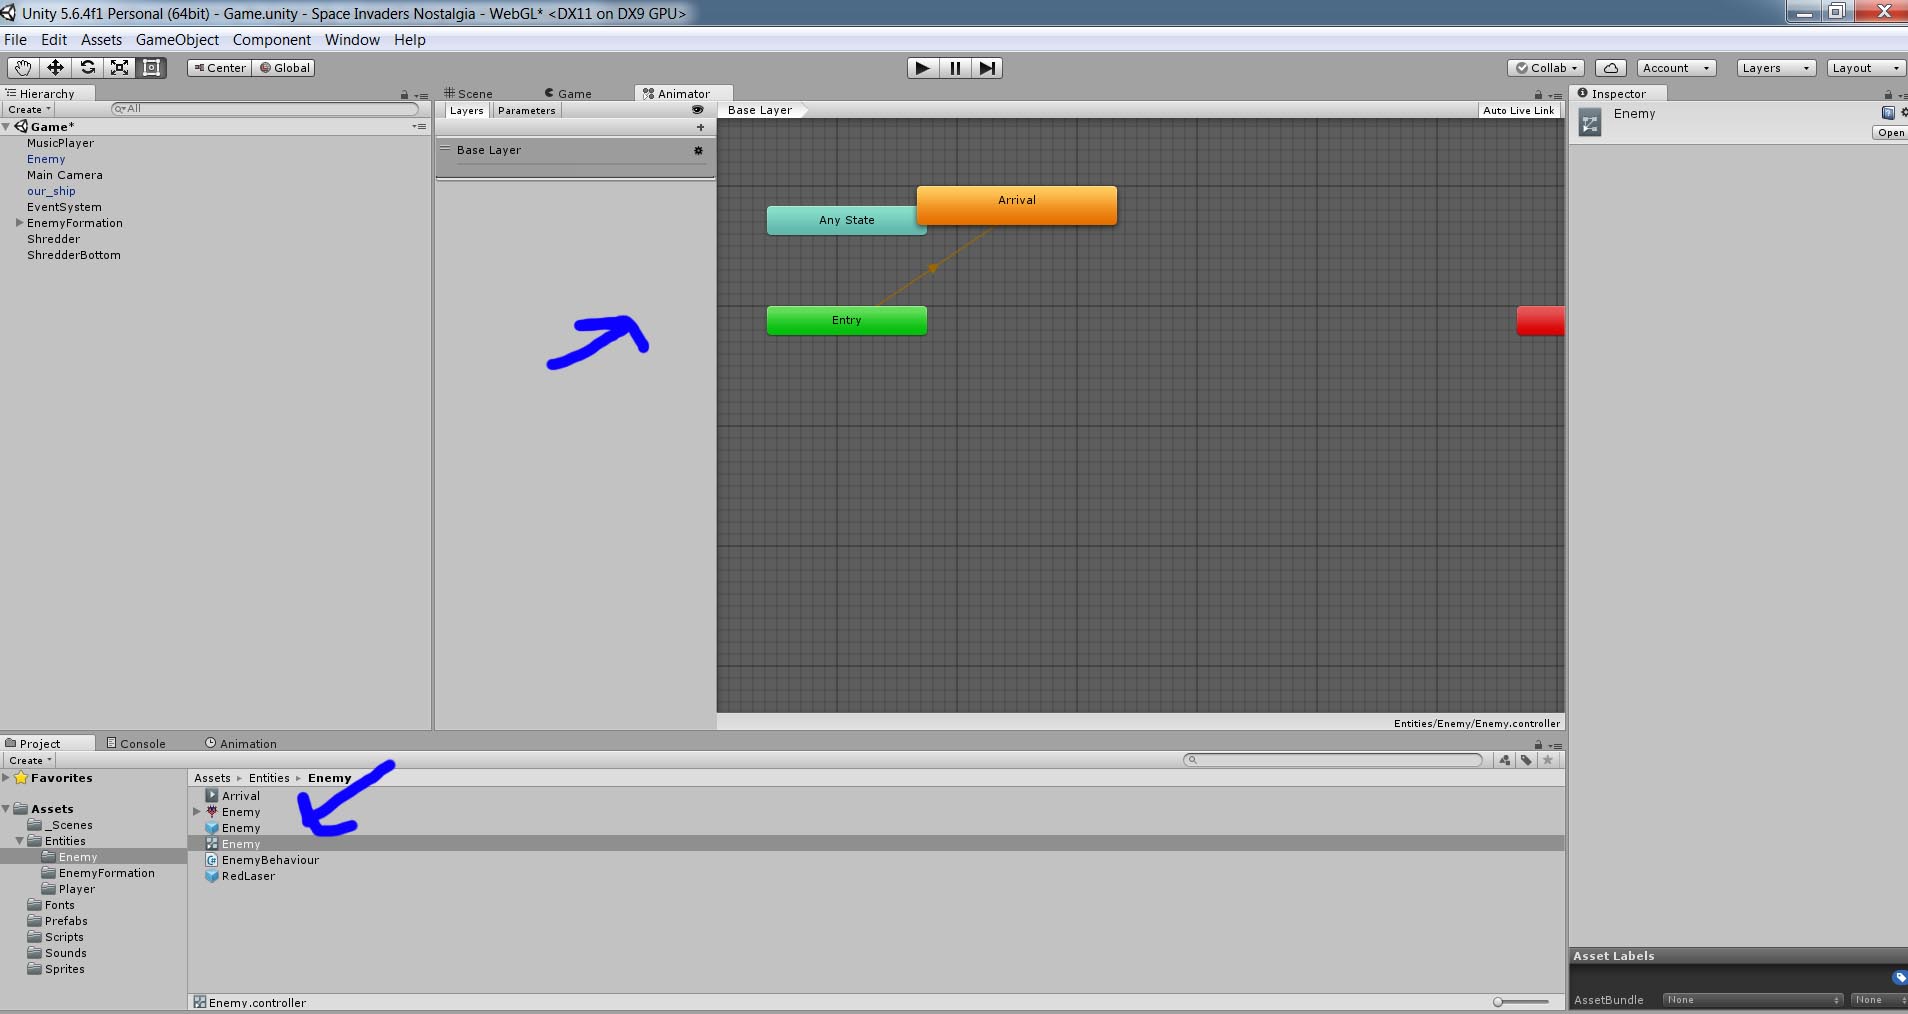 Unity 5.6.4f1 Personal (64bit) - Game.unity - Space Invaders Nostalgia - WebGL* <DX11 on DX9 GPU>
File Edit Assets GameObject Component Window Help
Center Global Collab Account Layers Layout
Hierarchy
Create All
Game*
MusicPlayer
Enemy
Main Camera
our_ship
EventSystem
EnemyFormation
Shredder
ShredderBottom
Scene Game Animator
Layers Parameters
Base Layer Auto Live Link
Base Layer
Arrival
Any State
Entry
Entities/Enemy/Enemy.controller
Inspector
Enemy
Open
Project Console Animation
Create
Favorites
Assets
_Scenes
Entities
Enemy
EnemyFormation
Player
Fonts
Prefabs
Scripts
Sounds
Sprites
Assets Entities Enemy
Arrival
Enemy
Enemy
Enemy
EnemyBehaviour
RedLaser
Enemy.controller
Asset Labels
AssetBundle None None